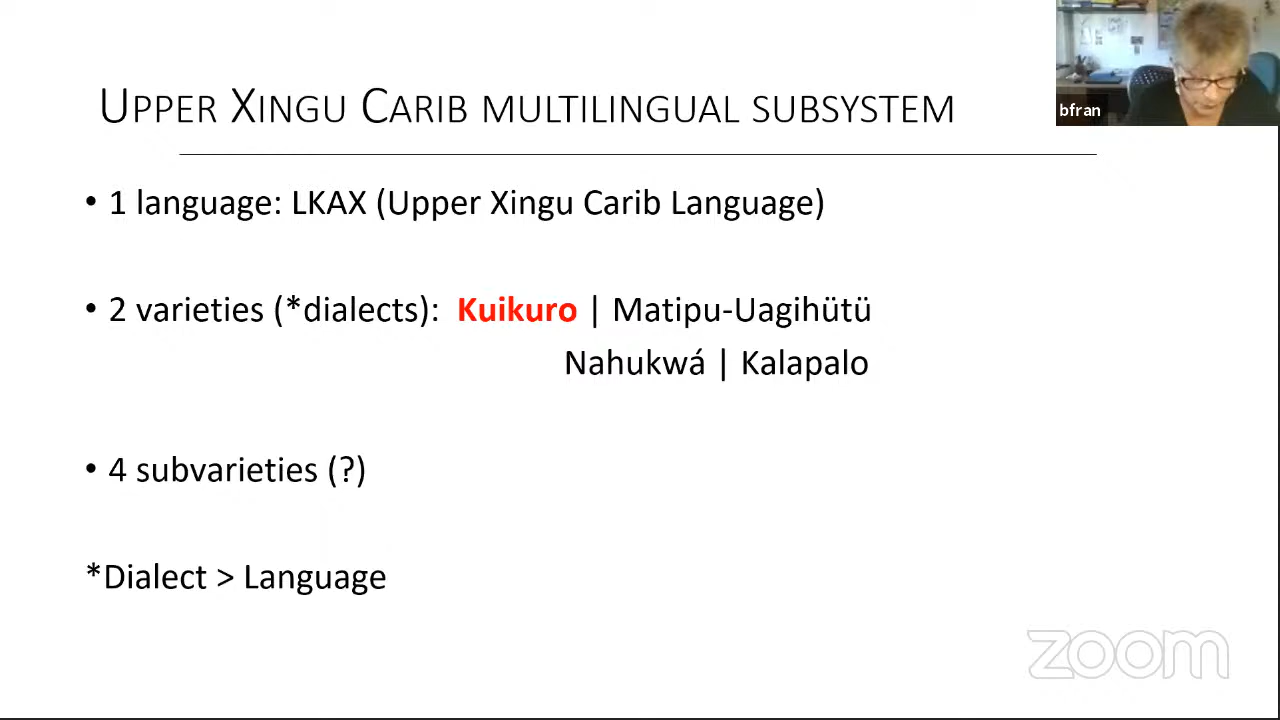 UPPER XINGU CARIB MULTILINGUAL SUBSYSTEM
bfran
• 1 language: LKAX (Upper Xingu Carib Language)
• 2 varieties (*dialects): Kuikuro | Matipu-Uagihütü
Nahukwá | Kalapalo
• 4 subvarieties (?)
*Dialect > Language
zoom